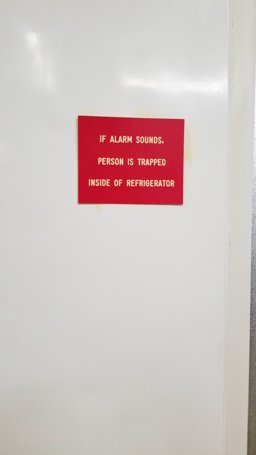 IF ALARM SOUNDS,
PERSON IS TRAPPED
INSIDE OF REFRIGERATOR